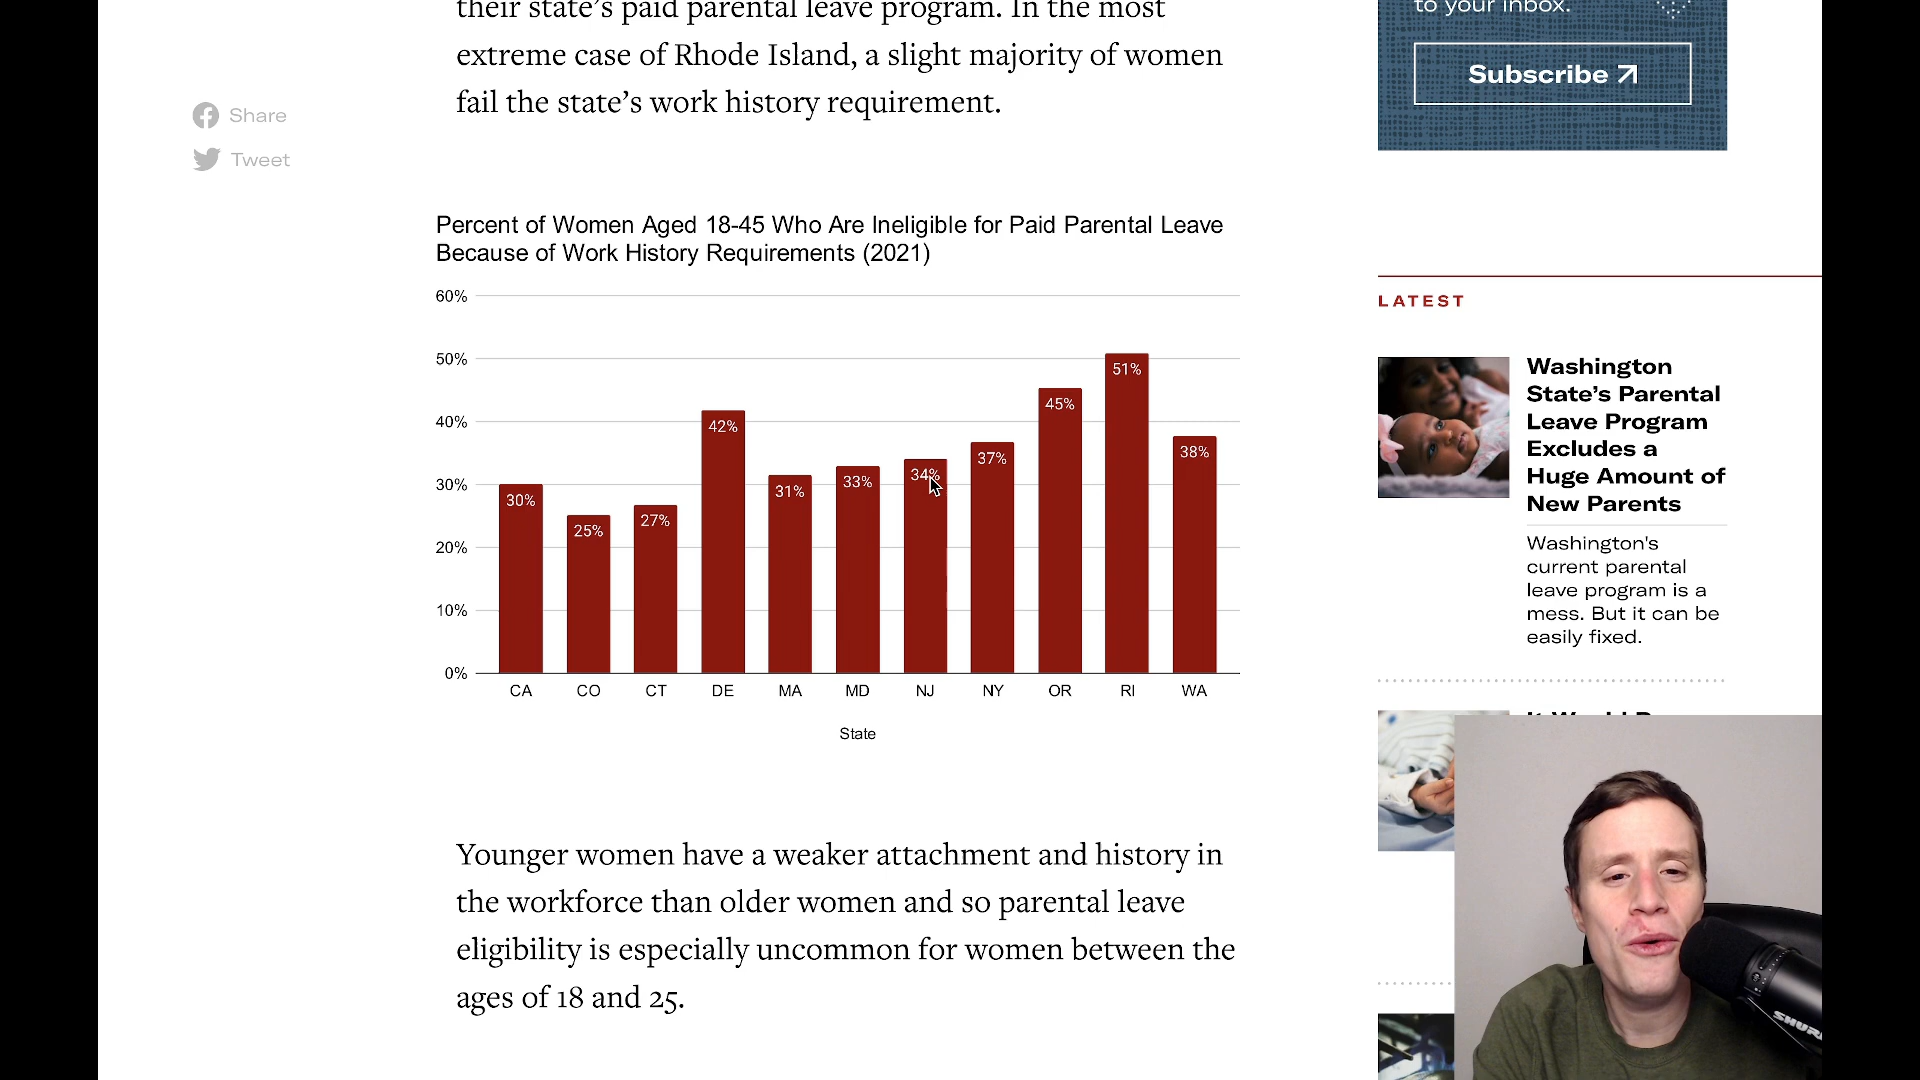 their state’s paid parental leave program. In the most
extreme case of Rhode Island, a slight majority of women
fail the state’s work history requirement.
Share
Tweet
Percent of Women Aged 18-45 Who Are Ineligible for Paid Parental Leave
Because of Work History Requirements (2021)
60%
50%
40%
30%
20%
10%
0%
30%
25%
27%
42%
31%
33%
34%
37%
45%
51%
38%
CA CO CT DE MA MD NJ NY OR RI WA
State
Younger women have a weaker attachment and history in
the workforce than older women and so parental leave
eligibility is especially uncommon for women between the
ages of 18 and 25.
to your inbox.
Subscribe
LATEST
Washington
State’s Parental
Leave Program
Excludes a
Huge Amount of
New Parents
Washington's
current parental
leave program is a
mess. But it can be
easily fixed.
SHURE